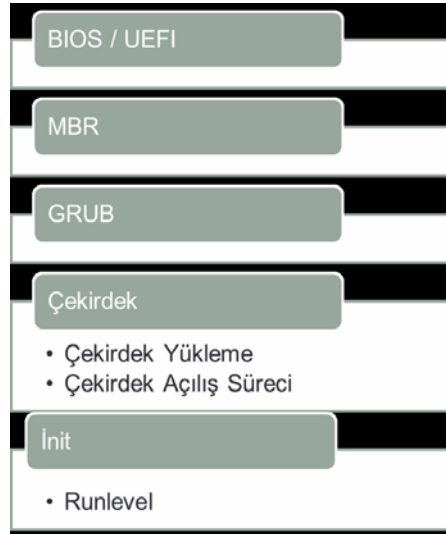 BIOS / UEFI
MBR
GRUB
Çekirdek
• Çekirdek Yükleme
• Çekirdek Açılış Süreci
İnit
• Runlevel